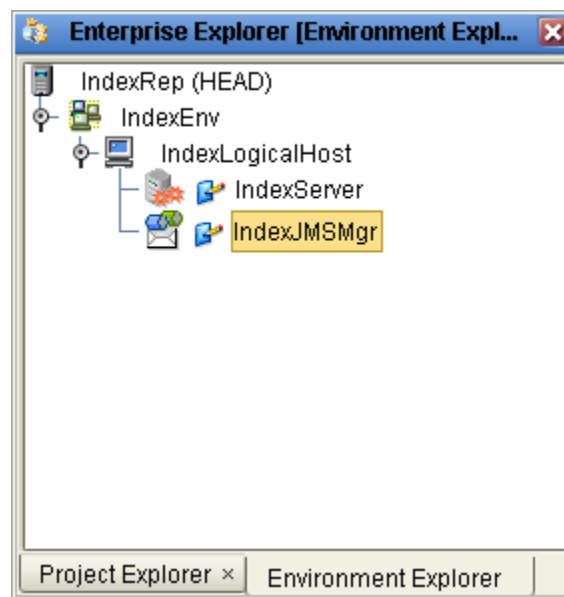 Enterprise Explorer [Environment Expl...
IndexRep (HEAD)
IndexEnv
IndexLogicalHost
IndexServer
IndexJMSMgr
Project Explorer ×
Environment Explorer